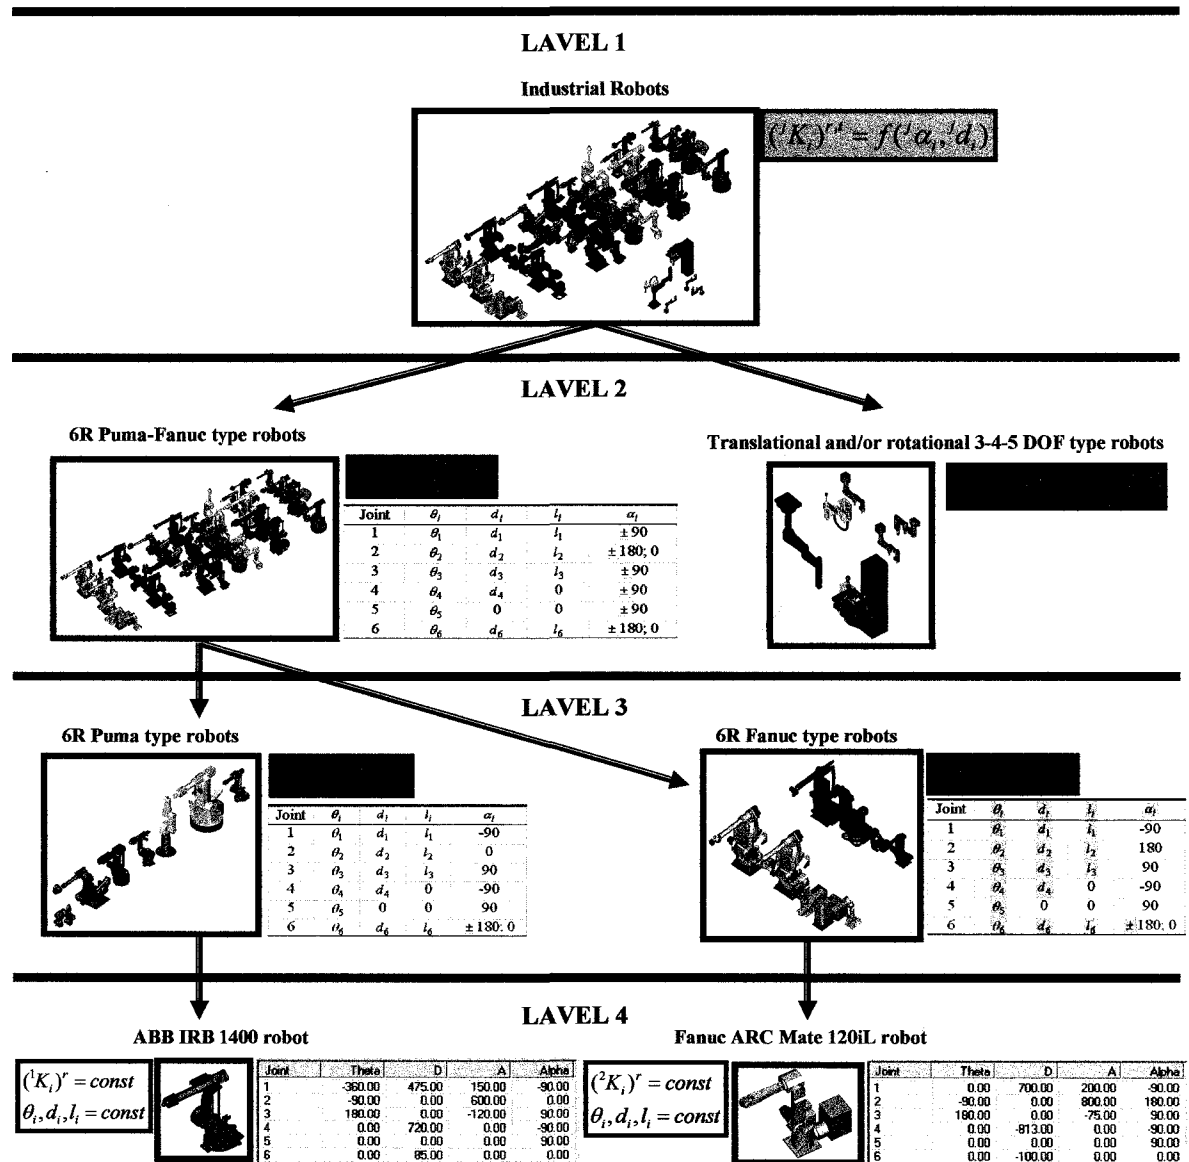 LAVEL 1
Industrial Robots
(ᴵKᵢ)ʳ,ᵗ = f(ᴵαᵢ, ᴵdᵢ)
LAVEL 2
6R Puma-Fanuc type robots
Joint θᵢ dᵢ lᵢ αᵢ
1 θ₁ d₁ l₁ ± 90
2 θ₂ d₂ l₂ ± 180; 0
3 θ₃ d₃ l₃ ± 90
4 θ₄ d₄ 0 ± 90
5 θ₅ 0 0 ± 90
6 θ₆ d₆ l₆ ± 180; 0
Translational and/or rotational 3-4-5 DOF type robots
LAVEL 3
6R Puma type robots
Joint θᵢ dᵢ lᵢ αᵢ
1 θ₁ d₁ l₁ -90
2 θ₂ d₂ l₂ 0
3 θ₃ d₃ l₃ 90
4 θ₄ d₄ 0 -90
5 θ₅ 0 0 90
6 θ₆ d₆ l₆ ± 180; 0
6R Fanuc type robots
Joint θᵢ dᵢ lᵢ αᵢ
1 θ₁ d₁ l₁ -90
2 θ₂ d₂ l₂ 180
3 θ₃ d₃ l₃ 90
4 θ₄ d₄ 0 -90
5 θ₅ 0 0 90
6 θ₆ d₆ l₆ ± 180; 0
LAVEL 4
ABB IRB 1400 robot
(¹Kᵢ)ʳ = const
θᵢ, dᵢ, lᵢ = const
Joint Theta D A Alpha
1 -360.00 475.00 150.00 -90.00
2 -90.00 0.00 600.00 0.00
3 180.00 0.00 -120.00 90.00
4 0.00 720.00 0.00 -90.00
5 0.00 0.00 0.00 90.00
6 0.00 85.00 0.00 0.00
Fanuc ARC Mate 120iL robot
(²Kᵢ)ʳ = const
θᵢ, dᵢ, lᵢ = const
Joint Theta D A Alpha
1 0.00 700.00 200.00 -90.00
2 -90.00 0.00 800.00 180.00
3 180.00 0.00 -75.00 90.00
4 0.00 -813.00 0.00 -90.00
5 0.00 0.00 0.00 90.00
6 0.00 -100.00 0.00 0.00